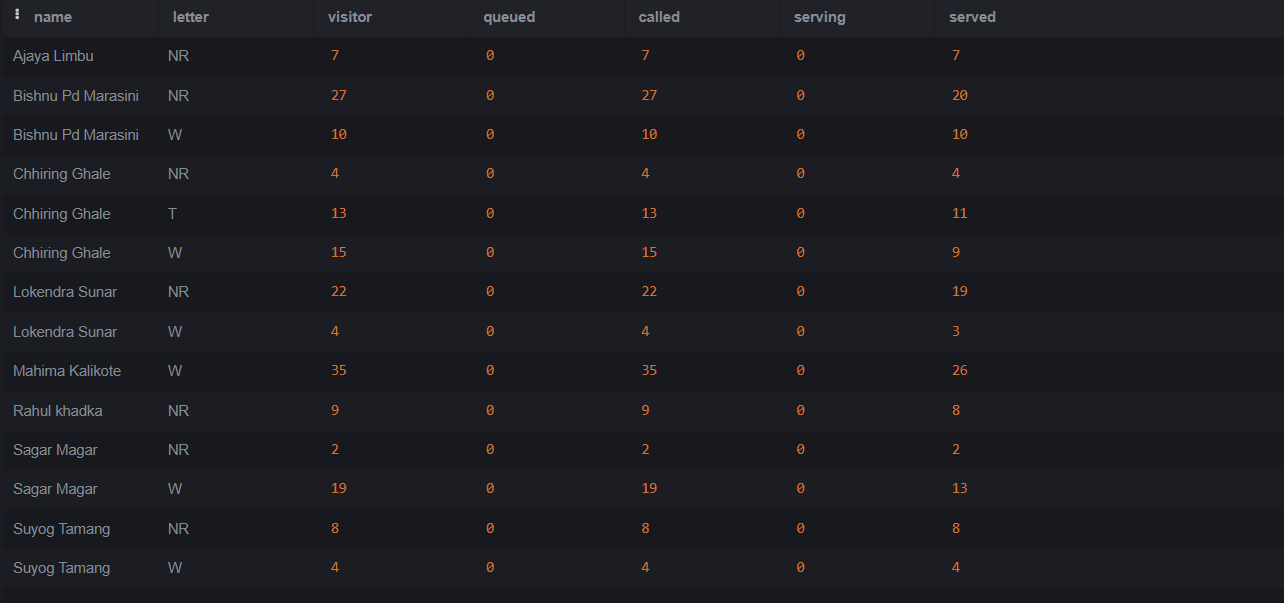 name letter visitor queued called serving served
Ajaya Limbu NR 7 0 7 0 7
Bishnu Pd Marasini NR 27 0 27 0 20
Bishnu Pd Marasini W 10 0 10 0 10
Chhiring Ghale NR 4 0 4 0 4
Chhiring Ghale T 13 0 13 0 11
Chhiring Ghale W 15 0 15 0 9
Lokendra Sunar NR 22 0 22 0 19
Lokendra Sunar W 4 0 4 0 3
Mahima Kalikote W 35 0 35 0 26
Rahul khadka NR 9 0 9 0 8
Sagar Magar NR 2 0 2 0 2
Sagar Magar W 19 0 19 0 13
Suyog Tamang NR 8 0 8 0 8
Suyog Tamang W 4 0 4 0 4